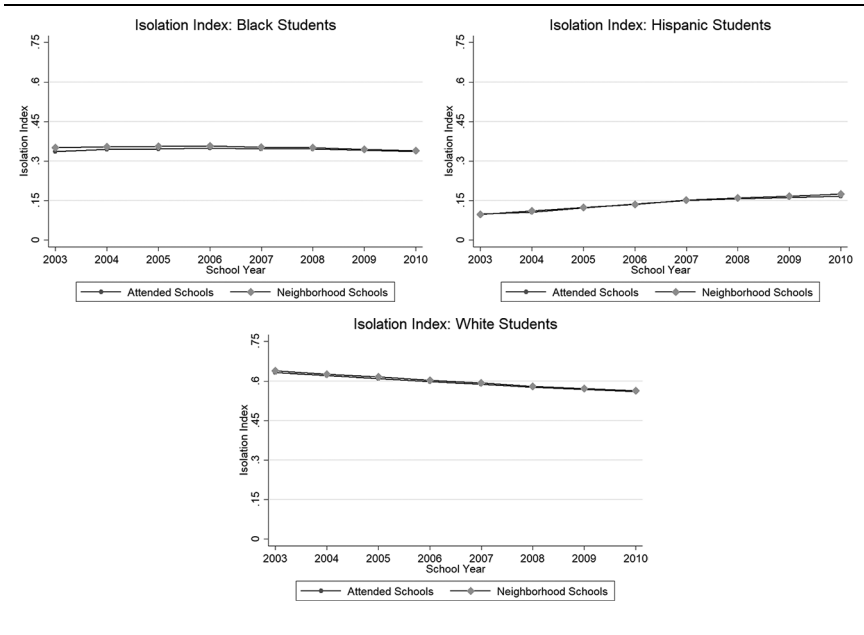 Isolation Index: Black Students
Isolation Index
.75
.6
.45
.3
.15
0
2003 2004 2005 2006 2007 2008 2009 2010
School Year
Attended Schools Neighborhood Schools
Isolation Index: Hispanic Students
Isolation Index
.75
.6
.45
.3
.15
0
2003 2004 2005 2006 2007 2008 2009 2010
School Year
Attended Schools Neighborhood Schools
Isolation Index: White Students
Isolation Index
.75
.6
.45
.3
.15
0
2003 2004 2005 2006 2007 2008 2009 2010
School Year
Attended Schools Neighborhood Schools